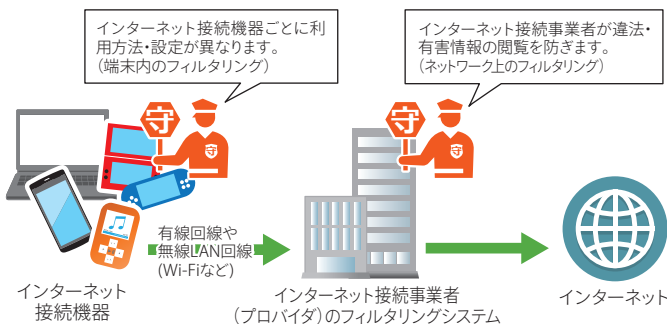 インターネット接続機器ごとに利
用方法・設定が異なります。
（端末内のフィルタリング）
インターネット接続事業者が違法・
有害情報の閲覧を防ぎます。
（ネットワーク上のフィルタリング）
守
守
守
守
有線回線や
無線LAN回線
(Wi-Fiなど)
インターネット
接続機器
インターネット接続事業者
（プロバイダ）のフィルタリングシステム
インターネット